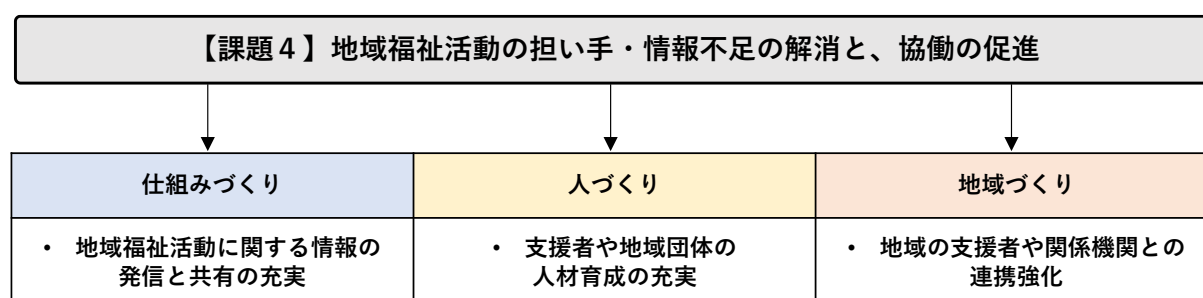 【課題４】地域福祉活動の担い手・情報不足の解消と、協働の促進
仕組みづくり
人づくり
地域づくり
• 地域福祉活動に関する情報の
発信と共有の充実
• 支援者や地域団体の
人材育成の充実
• 地域の支援者や関係機関との
連携強化